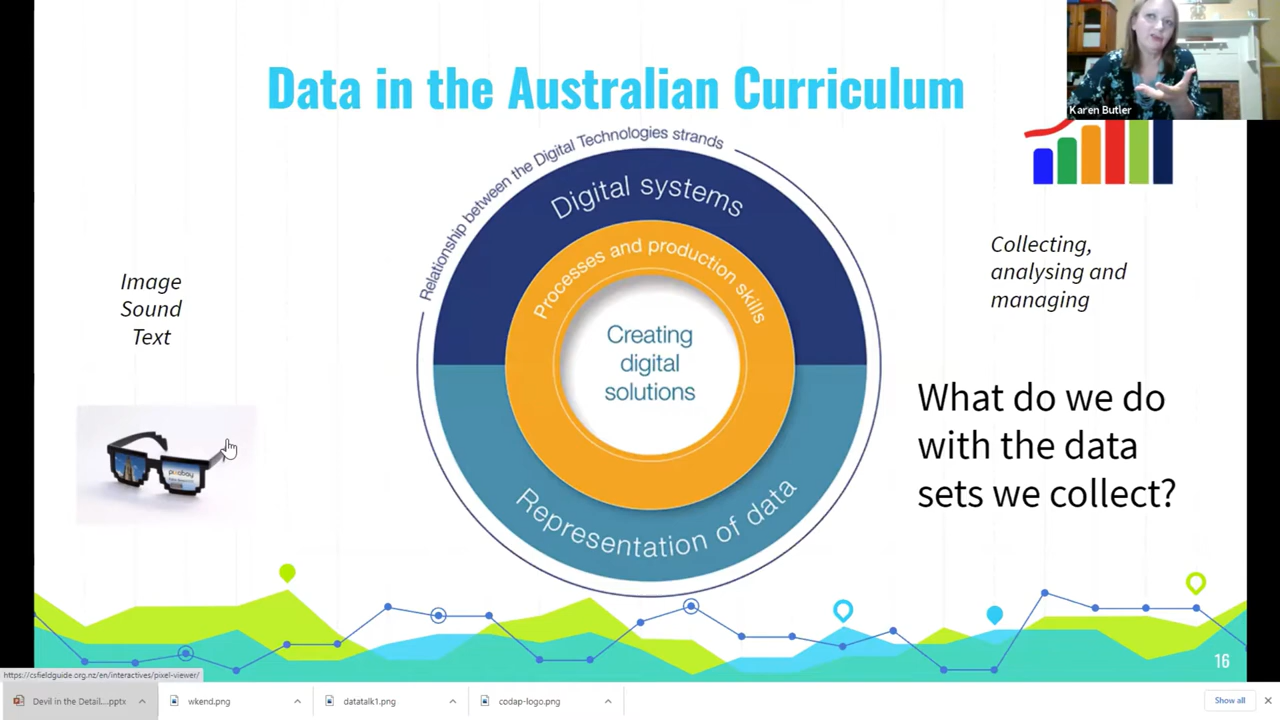 Data in the Australian Curriculum
Karen Butler
Relationship between the Digital Technologies strands
Digital systems
Processes and production skills
Creating
digital
solutions
Representation of data
Image
Sound
Text
pixabay
Collecting,
analysing and
managing
What do we do
with the data
sets we collect?
16
https://csfieldguide.org.nz/en/interactives/pixel-viewer/
Devil in the Detail....pptx
wkend.png
datatalk1.png
codap-logo.png
Show all